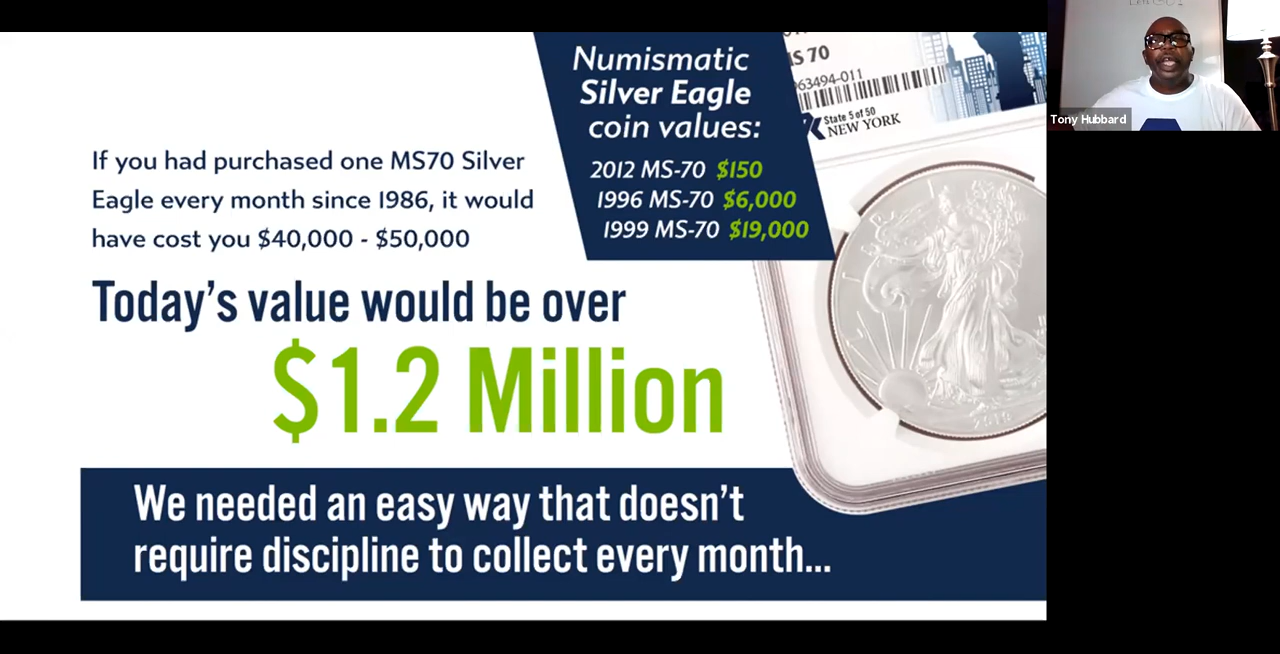 If you had purchased one MS70 Silver
Eagle every month since 1986, it would
have cost you $40,000 - $50,000
Today's value would be over
$1.2 Million
Numismatic
Silver Eagle
coin values:
2012 MS-70 $150
1996 MS-70 $6,000
1999 MS-70 $19,000
70
63494-011
State 5 of 50
NEW YORK
We needed an easy way that doesn't
require discipline to collect every month...
Tony Hubbard